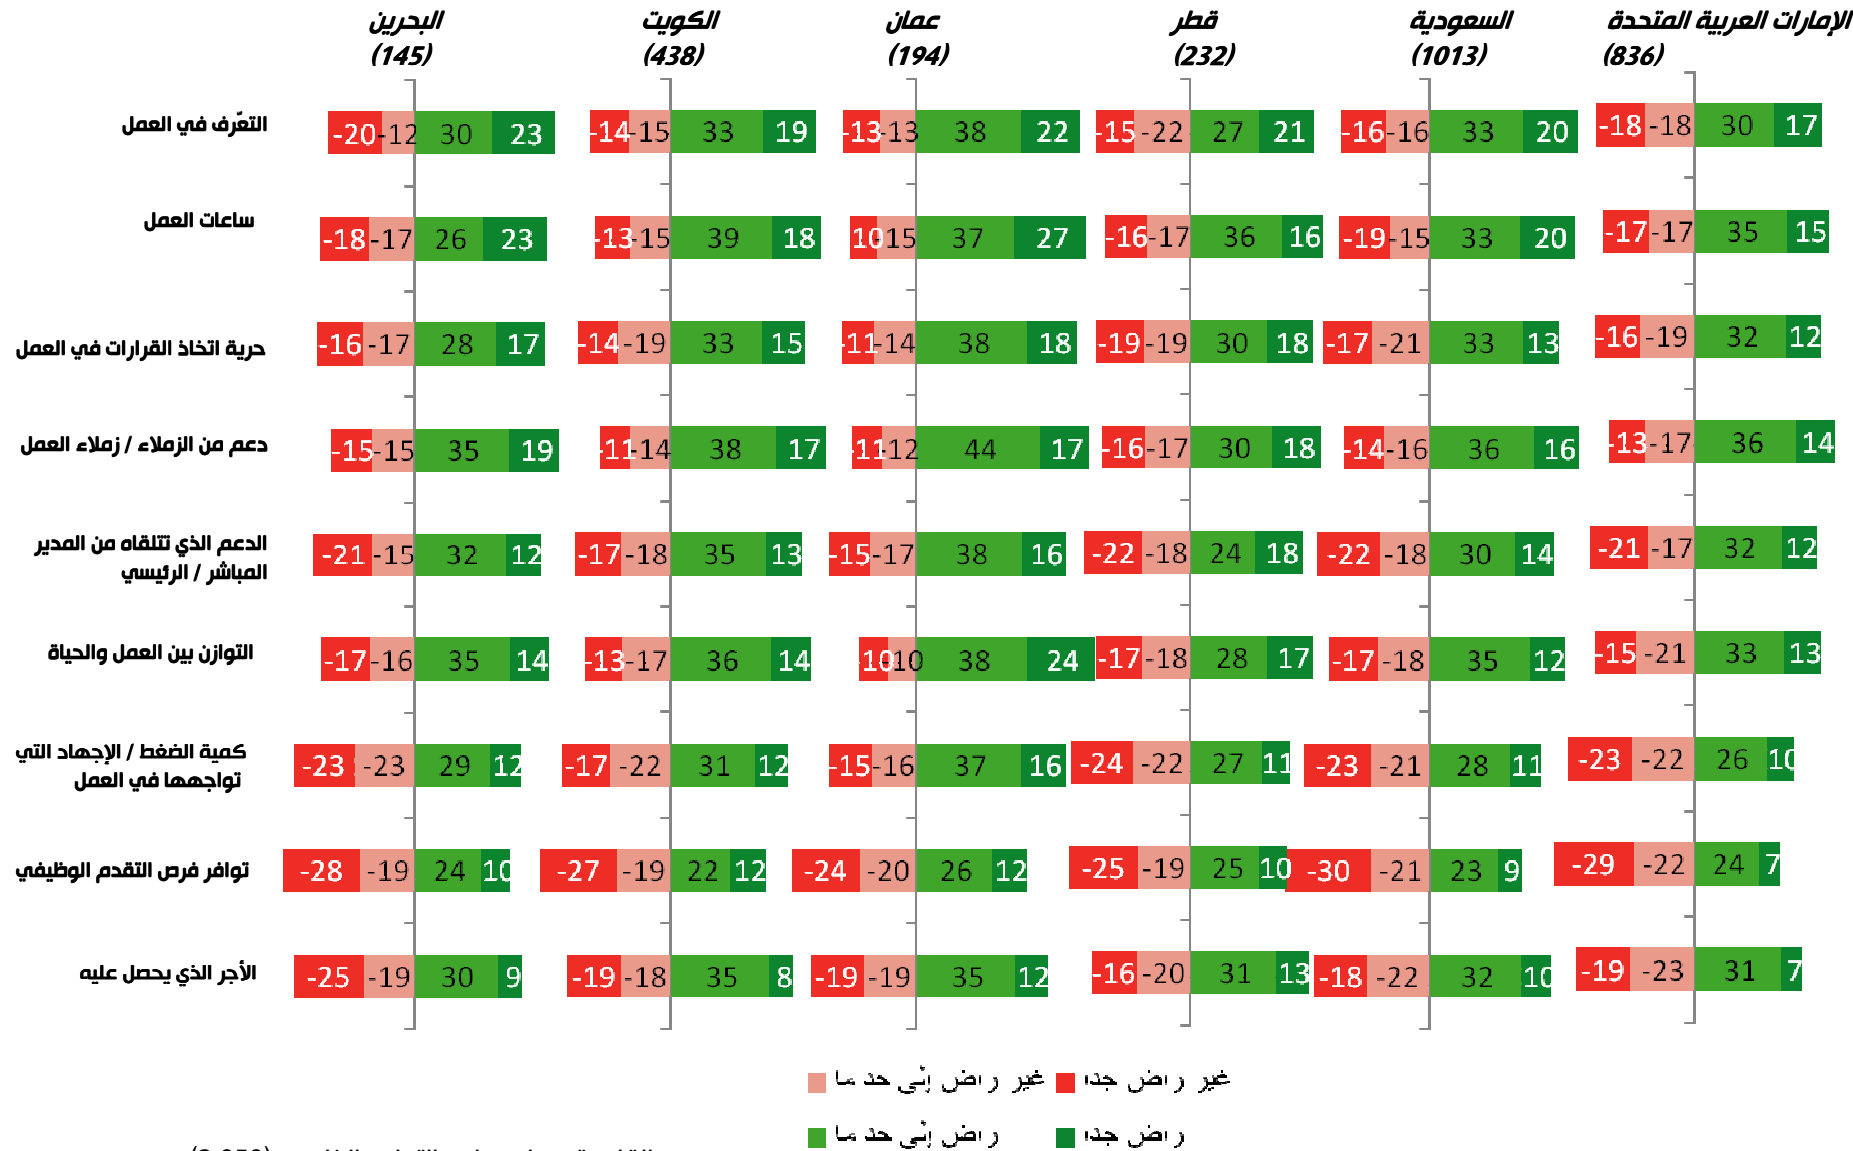 الإمارات العربية المتحدة السعودية قطر عمان الكويت البحرين
(836) (1013) (232) (194) (438) (145)
التعّرف في العمل
-20 -12 30 23 -14 -15 33 19 -13 -13 38 22 -15 -22 27 21 -16 -16 33 20 -18 -18 30 17
ساعات العمل
-18 -17 26 23 -13 -15 39 18 10 15 37 27 -16 -17 36 16 -19 -15 33 20 -17 -17 35 15
حرية اتخاذ القرارات في العمل
-16 -17 28 17 -14 -19 33 15 -11 -14 38 18 -19 -19 30 18 -17 -21 33 13 -16 -19 32 12
دعم من الزملاء / زملاء العمل
-15 -15 35 19 -11 -14 38 17 -11 -12 44 17 -16 -17 30 18 -14 -16 36 16 -13 -17 36 14
الدعم الذي تتلقاه من المدير
المباشر / الرئيسي
-21 -15 32 12 -17 -18 35 13 -15 -17 38 16 -22 -18 24 18 -22 -18 30 14 -21 -17 32 12
التوازن بين العمل والحياة
-17 -16 35 14 -13 -17 36 14 -10 -10 38 24 -17 -18 28 17 -17 -18 35 12 -15 -21 33 13
كمية الضغط / الإجهاد التي
تواجهها في العمل
-23 -23 29 12 -17 -22 31 12 -15 -16 37 16 -24 -22 27 11 -23 -21 28 11 -23 -22 26 10
توافر فرص التقدم الوظيفي
-28 -19 24 10 -27 -19 22 12 -24 -20 26 12 -25 -19 25 10 -30 -21 23 9 -29 -22 24 7
الأجر الذي يحصل عليه
-25 -19 30 9 -19 -18 35 8 -19 -19 35 12 -16 -20 31 13 -18 -22 32 10 -19 -23 31 7
غير راض جدا غير راض إلى حد ما
راض جدا راض إلى حد ما